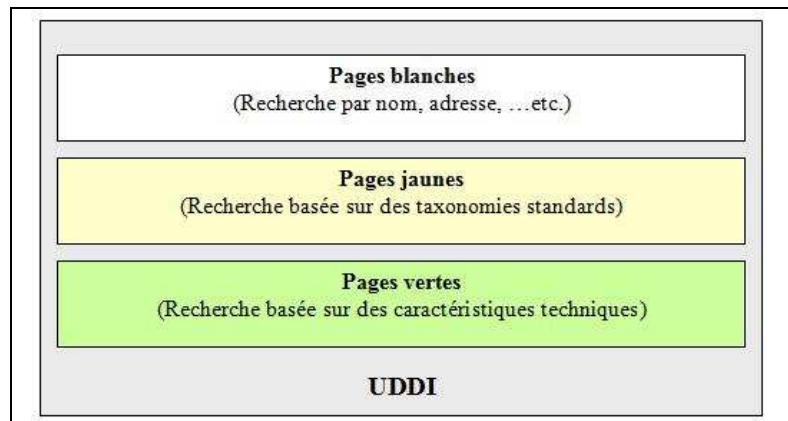 Pages blanches
(Recherche par nom, adresse, …etc.)
Pages jaunes
(Recherche basée sur des taxonomies standards)
Pages vertes
(Recherche basée sur des caractéristiques techniques)
UDDI